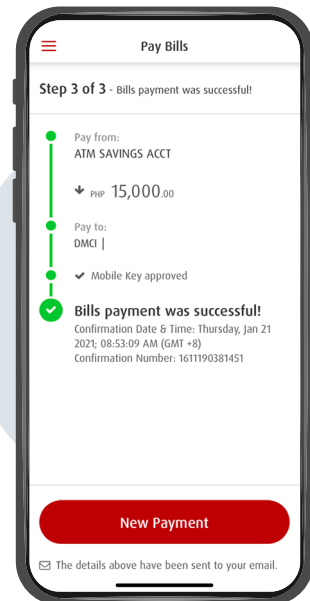 Pay Bills
Step 3 of 3 - Bills payment was successful!
Pay from:
ATM SAVINGS ACCT
PHP 15,000.00
Pay to:
DMCI |
Mobile Key approved
Bills payment was successful!
Confirmation Date & Time: Thursday, Jan 21
2021; 08:53:09 AM (GMT +8)
Confirmation Number: 1611190381451
New Payment
The details above have been sent to your email.